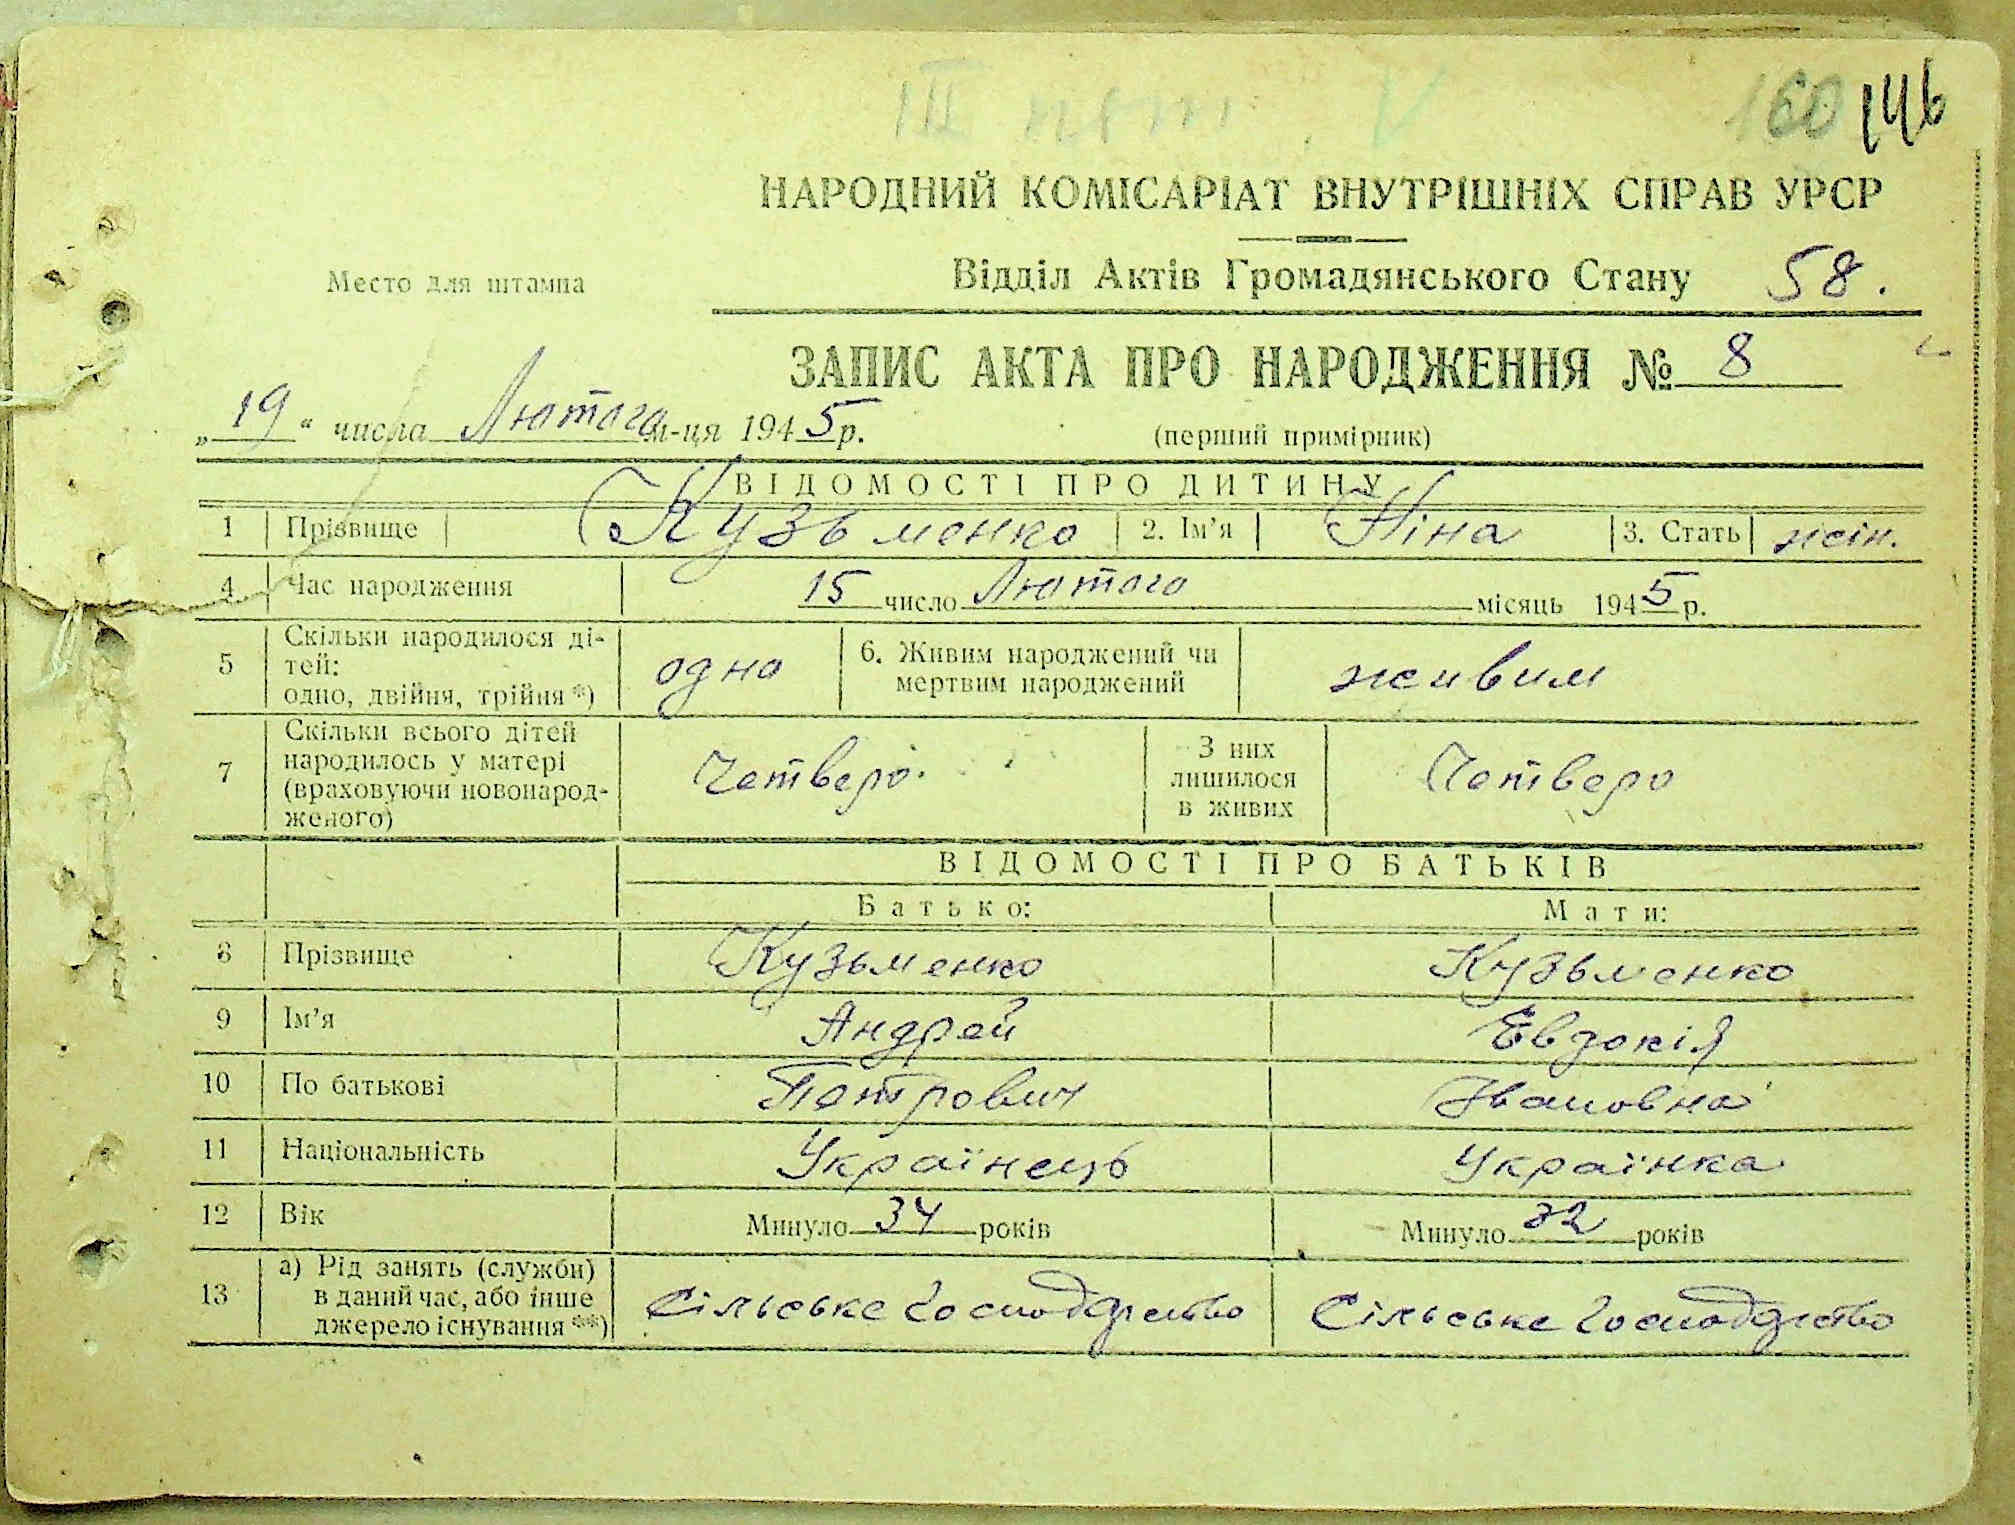 160 146
НАРОДНИЙ КОМІСАРІАТ ВНУТРІШНІХ СПРАВ УРСР
Место для штампа
Відділ Актів Громадянського Стану 58.
ЗАПИС АКТА ПРО НАРОДЖЕННЯ № 8
„19“ числа Лютого м-ця 1945 р.
(перший примірник)
ВІДОМОСТІ ПРО ДИТИНУ
1 Прізвище Кузьменко 2. Ім’я Ніна 3. Стать жін.
4 Час народження 15 число Лютого місяць 1945 р.
5 Скільки народилося ді-
тей:
одно, двійня, трійня*) одно 6. Живим народжений чи
мертвим народжений живим
7 Скільки всього дітей
народилось у матері
(враховуючи новонарод-
женого) Четверо З них
лишилося
в живих Четверо
ВІДОМОСТІ ПРО БАТЬКІВ
Батько: Мати:
8 Прізвище Кузьменко Кузьменко
9 Ім’я Андрей Евдокія
10 По батькові Петрович Івановна
11 Національність Українець Українка
12 Вік Минуло 34 років Минуло 32 років
13 а) Рід занять (служби)
в даний час, або інше
джерело існування**) Сільське Господрство Сільське Господрство